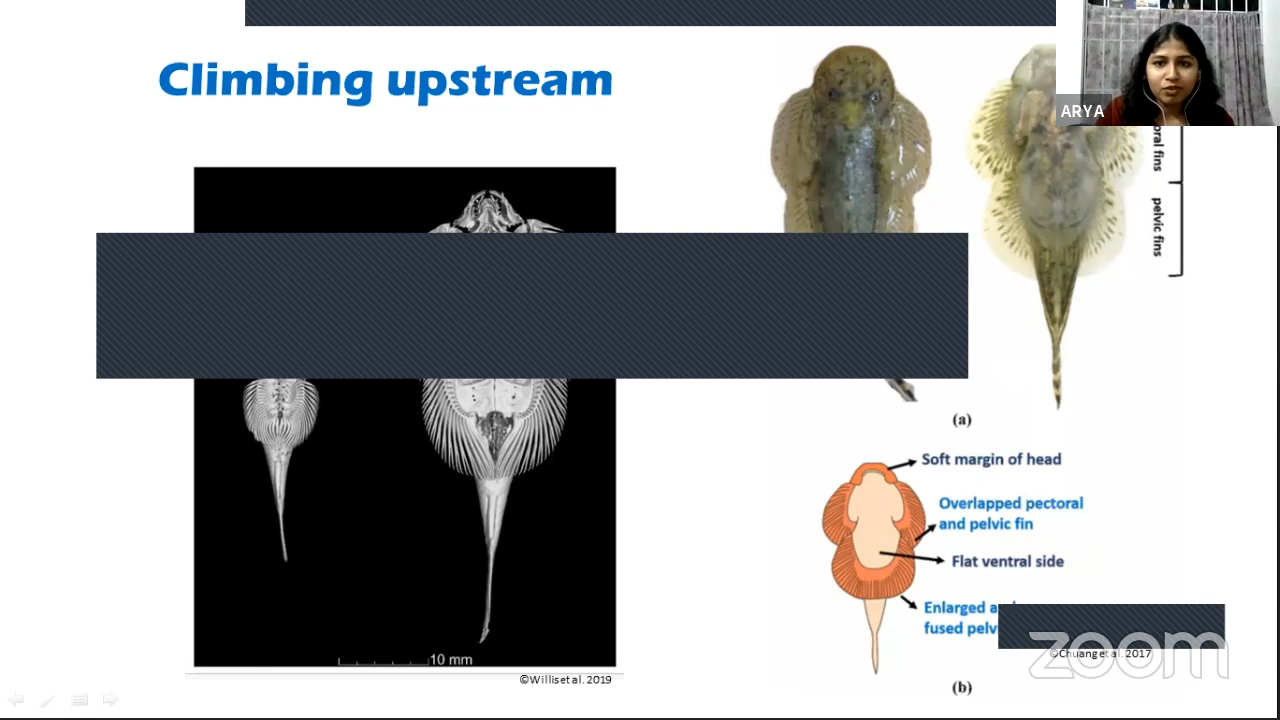 Climbing upstream
ARYA
oral fins
pelvic fins
(a)
Soft margin of head
Overlapped pectoral
and pelvic fin
Flat ventral side
Enlarged a
fused pelv
10 mm
©Willis et al. 2019
©Chuang et al. 2017
zoom
(b)